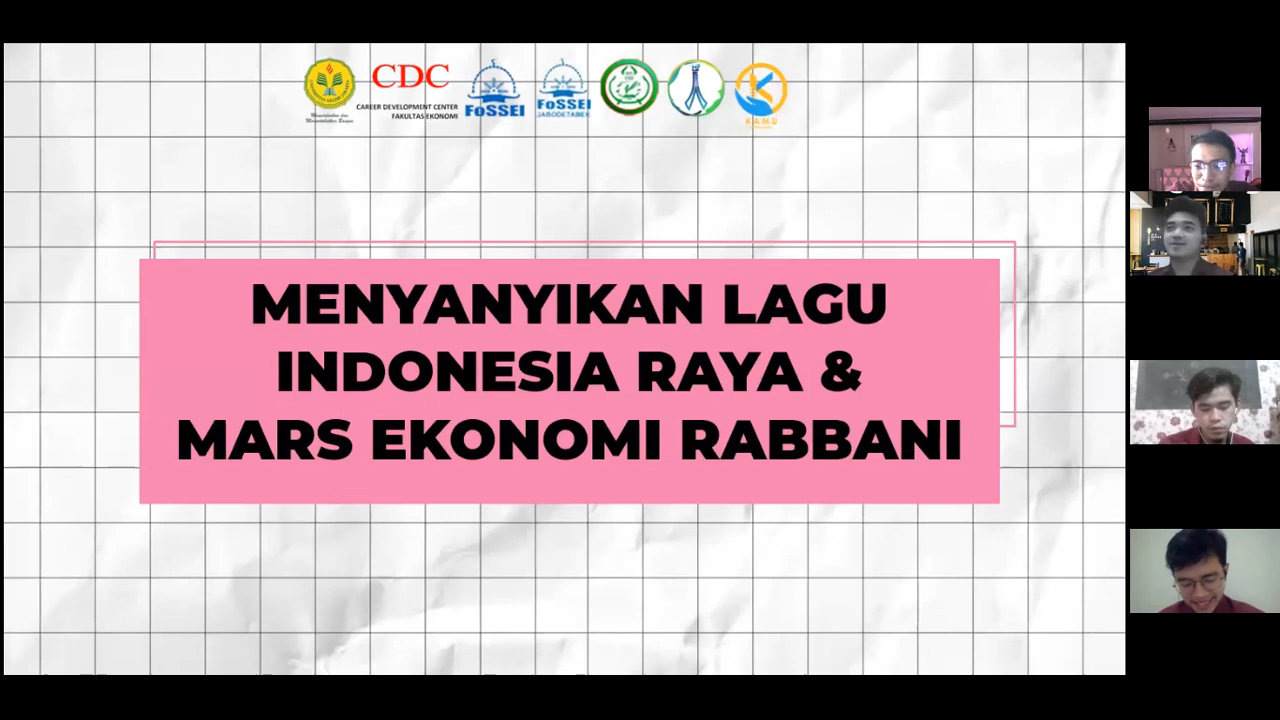 CDC
CAREER DEVELOPMENT CENTER
FAKULTAS EKONOMI
FoSSEI
FoSSEI
JABODETABEK
KAMU
MENYANYIKAN LAGU
INDONESIA RAYA &
MARS EKONOMI RABBANI